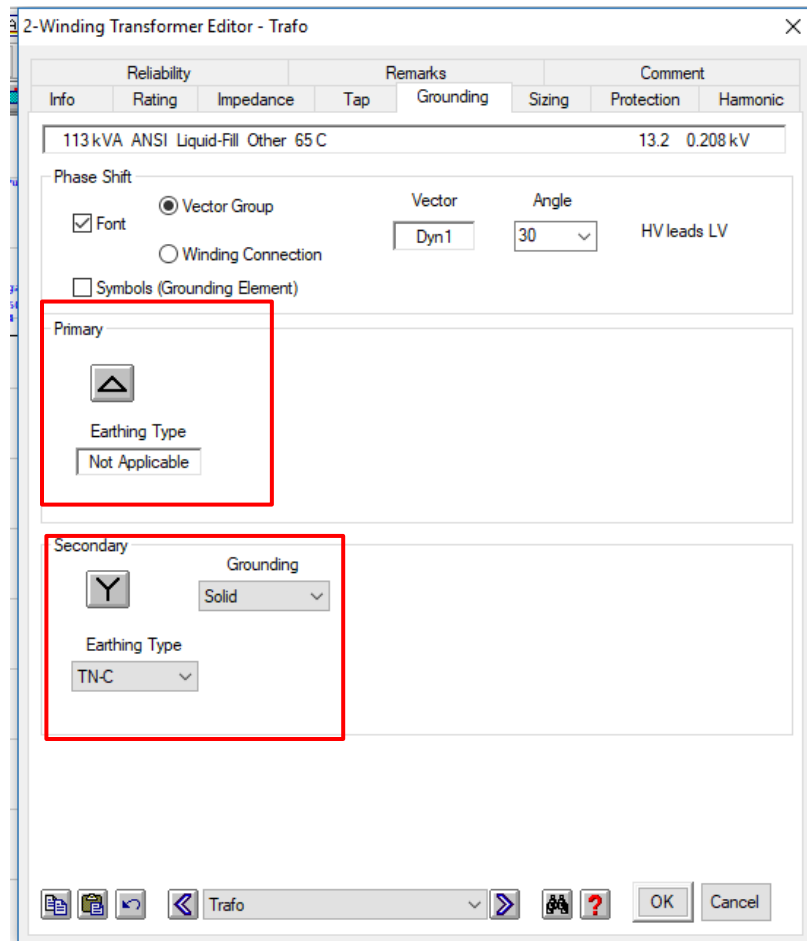 2-Winding Transformer Editor - Trafo
Reliability Remarks Comment
Info Rating Impedance Tap Grounding Sizing Protection Harmonic
113 kVA ANSI Liquid-Fill Other 65 C 13.2 0.208 kV
Phase Shift
Font
Vector Group
Winding Connection
Symbols (Grounding Element)
Vector
Dyn1
Angle
30
HV leads LV
Primary
Earthing Type
Not Applicable
Secondary
Grounding
Solid
Earthing Type
TN-C
Trafo
?
OK
Cancel